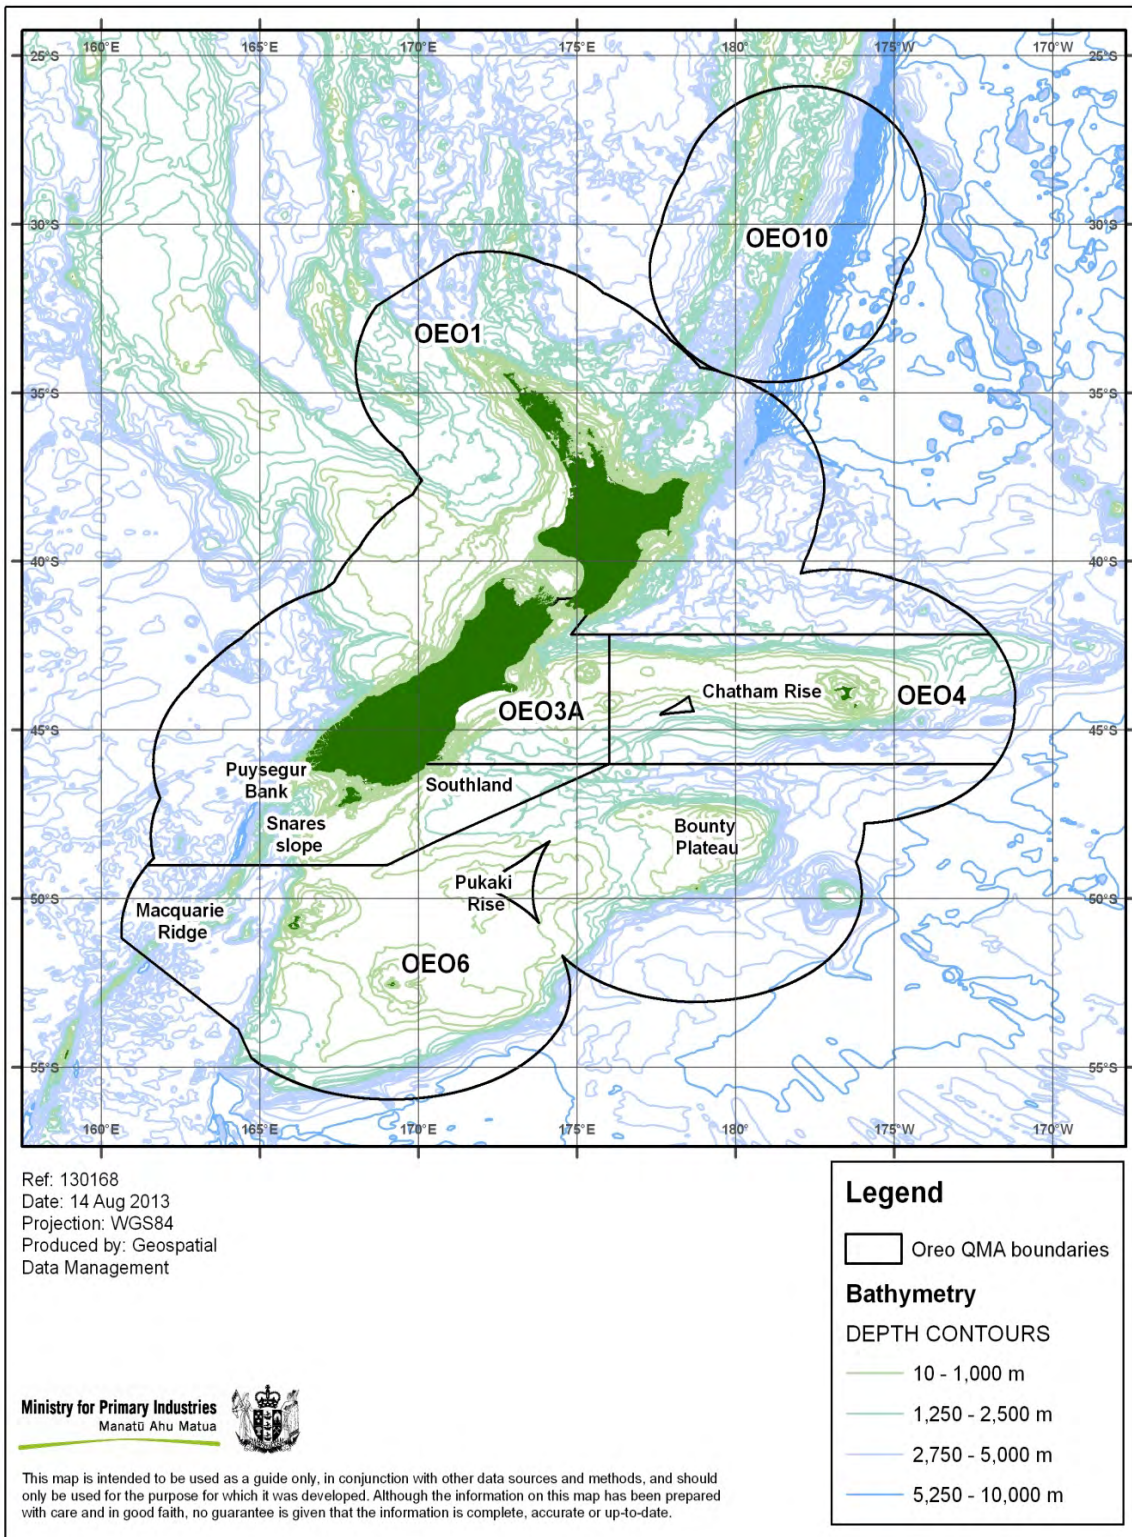 160°E 165°E 170°E 175°E 180° 175°W 170°W
25°S 25°S
OEO10
30°S 30°S
OEO1
35°S 35°S
40°S 40°S
Chatham Rise
OEO4
OEO3A
45°S 45°S
Puysegur
Bank
Southland
Snares
slope
Bounty
Plateau
Pukaki
Rise
50°S 50°S
Macquarie
Ridge
OEO6
55°S 55°S
160°E 165°E 170°E 175°E 180° 175°W 170°W
Ref: 130168
Date: 14 Aug 2013
Projection: WGS84
Produced by: Geospatial
Data Management
Legend
Oreo QMA boundaries
Bathymetry
DEPTH CONTOURS
10 - 1,000 m
1,250 - 2,500 m
2,750 - 5,000 m
5,250 - 10,000 m
Ministry for Primary Industries
Manatū Ahu Matua
This map is intended to be used as a guide only, in conjunction with other data sources and methods, and should
only be used for the purpose for which it was developed. Although the information on this map has been prepared
with care and in good faith, no guarantee is given that the information is complete, accurate or up-to-date.